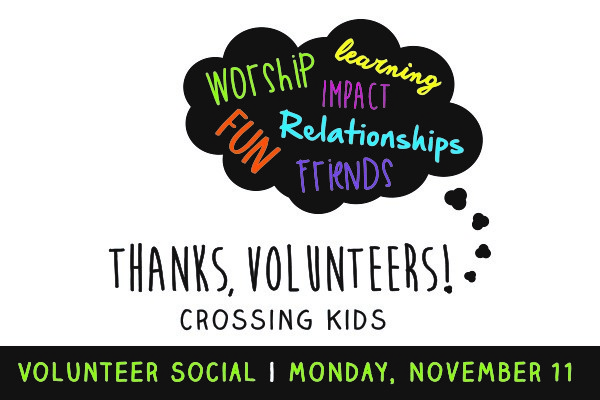 WOrshiP
learning
IMPACT
FUN
Relationships
FriENDS
THANKS, VOLUNTEERS!
CROSSING KIDS
VOLUNTEER SOCIAL | MONDAY, NOVEMBER 11